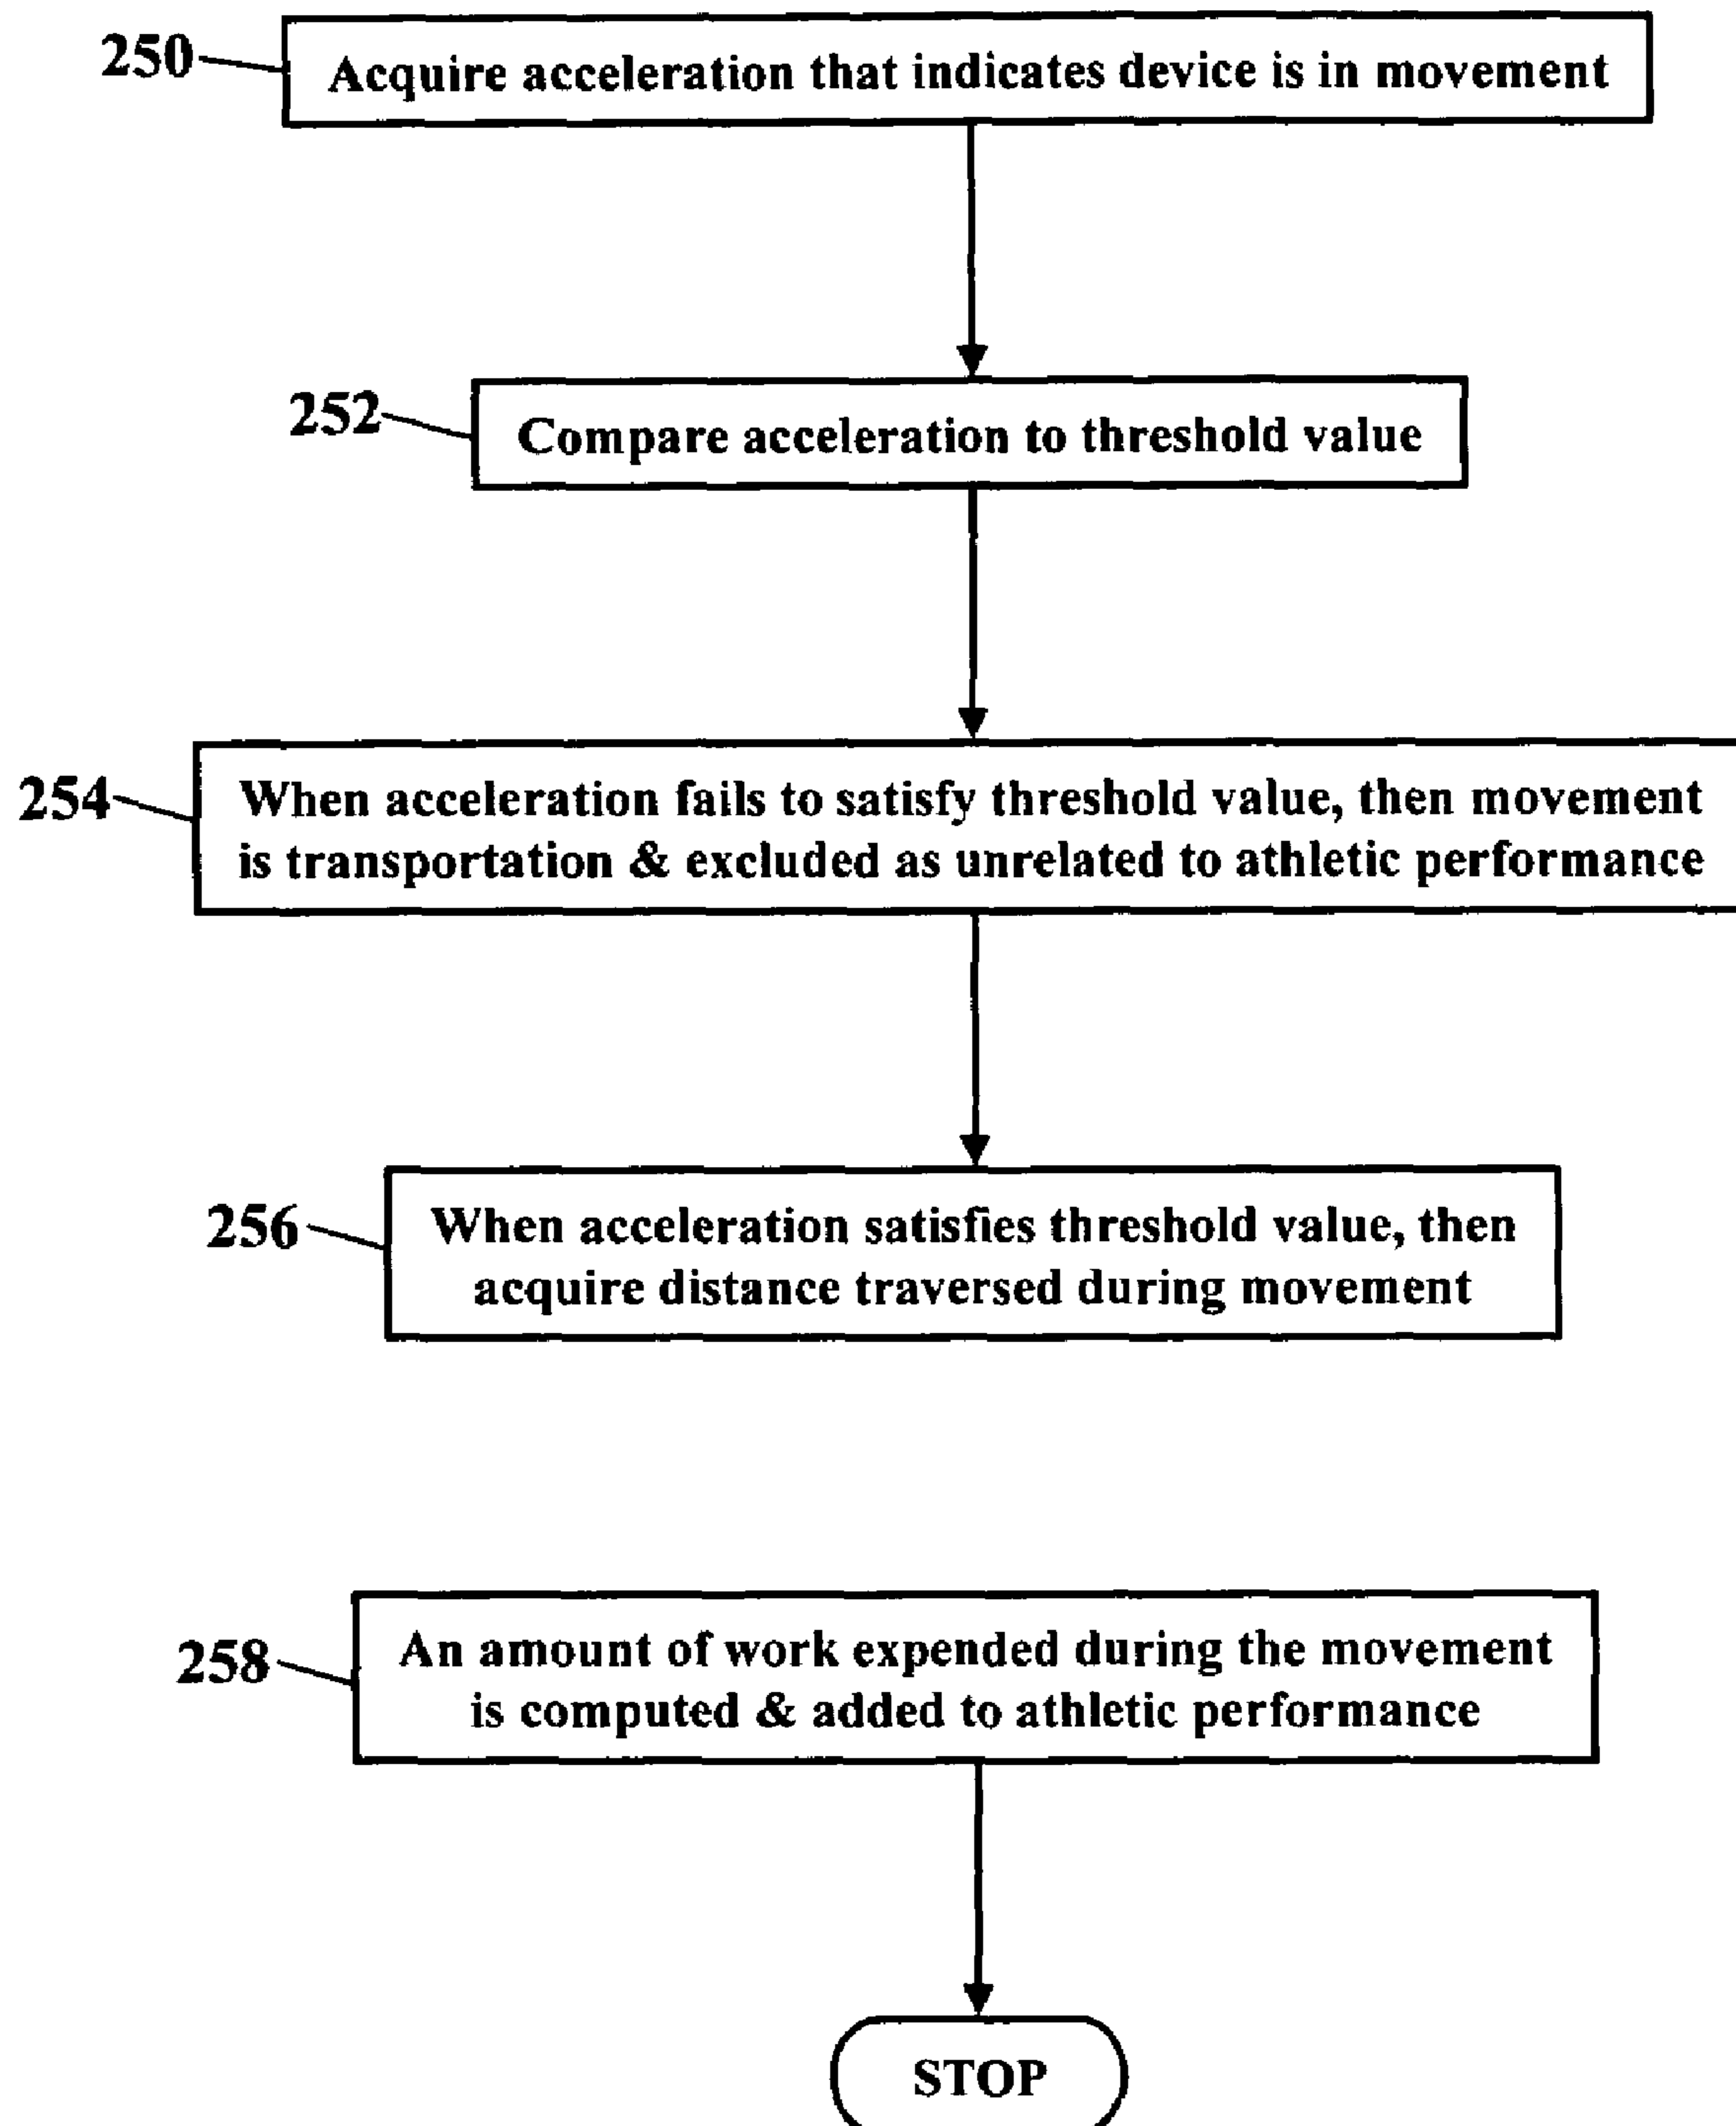 250
Acquire acceleration that indicates device is in movement
252
Compare acceleration to threshold value
254
When acceleration fails to satisfy threshold value, then movement
is transportation & excluded as unrelated to athletic performance
256
When acceleration satisfies threshold value, then
acquire distance traversed during movement
258
An amount of work expended during the movement
is computed & added to athletic performance
STOP